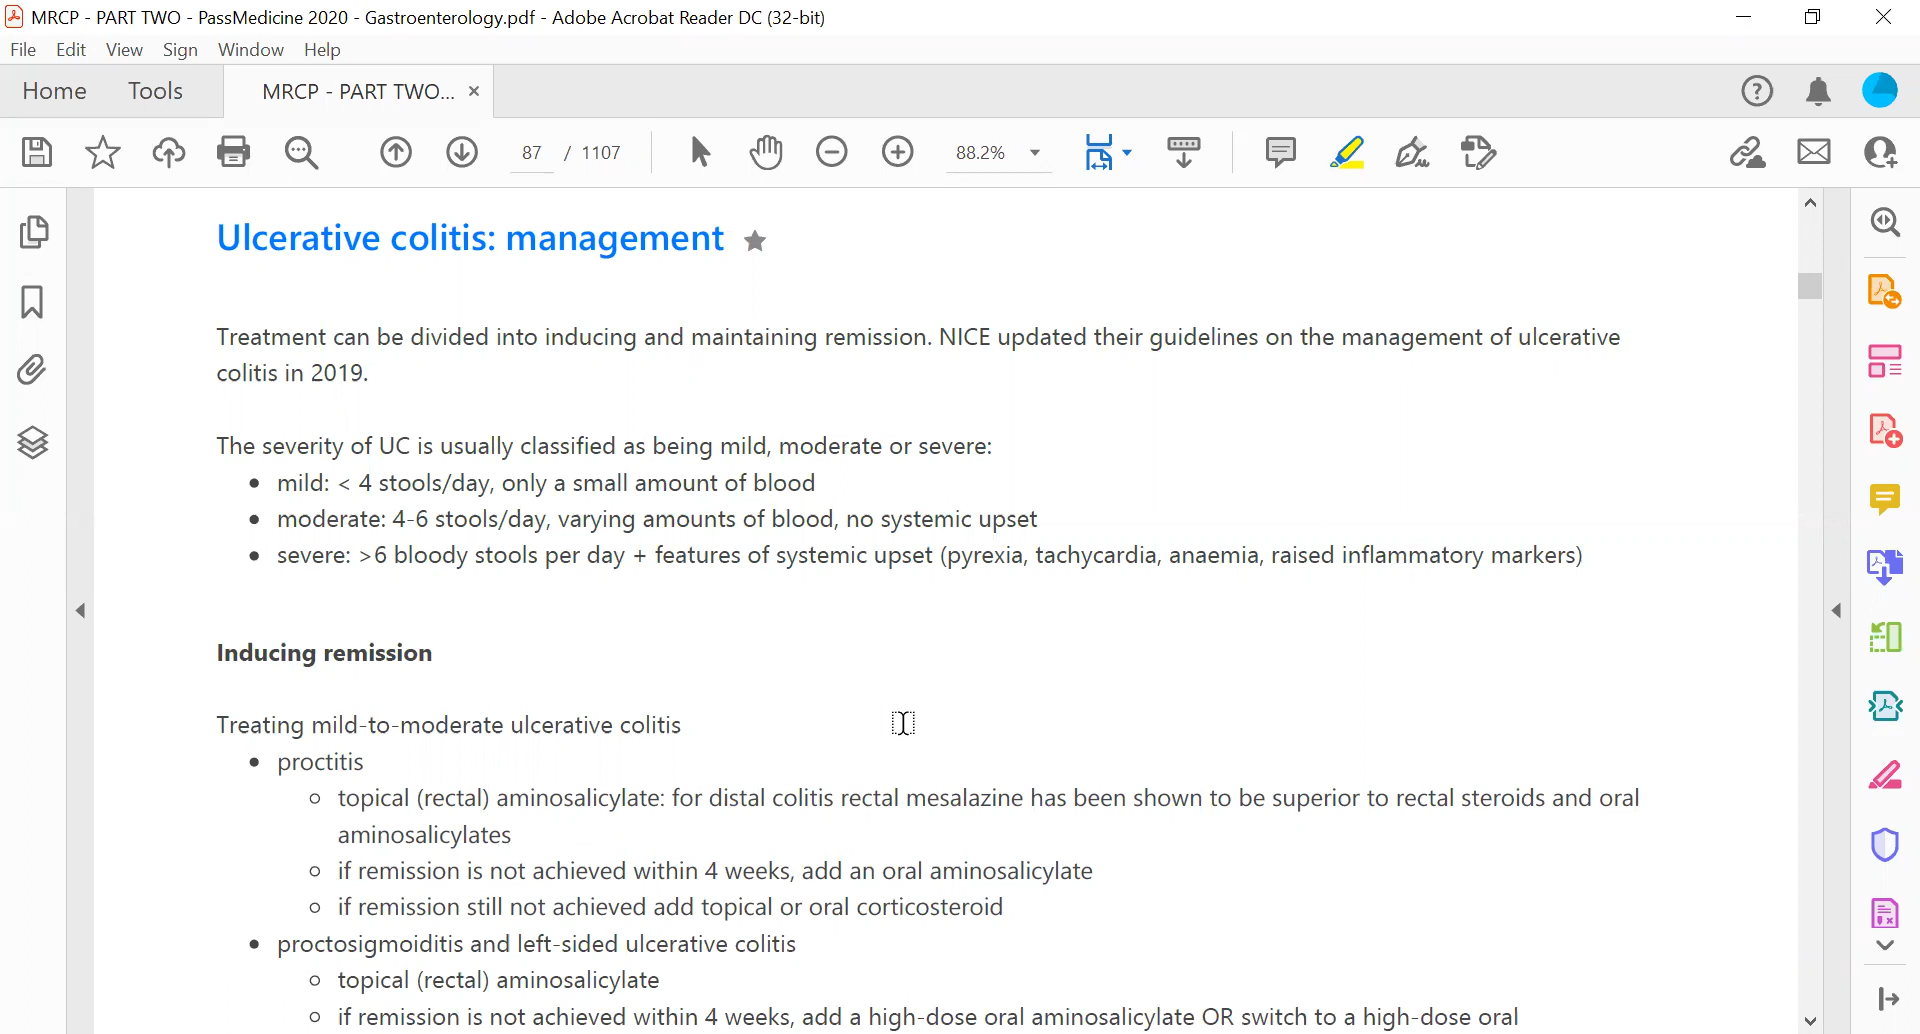 MRCP - PART TWO - PassMedicine 2020 - Gastroenterology.pdf - Adobe Acrobat Reader DC (32-bit)
File Edit View Sign Window Help
Home Tools MRCP - PART TWO... ×
87 / 1107 88.2%
Ulcerative colitis: management
Treatment can be divided into inducing and maintaining remission. NICE updated their guidelines on the management of ulcerative
colitis in 2019.
The severity of UC is usually classified as being mild, moderate or severe:
• mild: < 4 stools/day, only a small amount of blood
• moderate: 4-6 stools/day, varying amounts of blood, no systemic upset
• severe: >6 bloody stools per day + features of systemic upset (pyrexia, tachycardia, anaemia, raised inflammatory markers)
Inducing remission
Treating mild-to-moderate ulcerative colitis
• proctitis
○ topical (rectal) aminosalicylate: for distal colitis rectal mesalazine has been shown to be superior to rectal steroids and oral
aminosalicylates
○ if remission is not achieved within 4 weeks, add an oral aminosalicylate
○ if remission still not achieved add topical or oral corticosteroid
• proctosigmoiditis and left-sided ulcerative colitis
○ topical (rectal) aminosalicylate
○ if remission is not achieved within 4 weeks, add a high-dose oral aminosalicylate OR switch to a high-dose oral